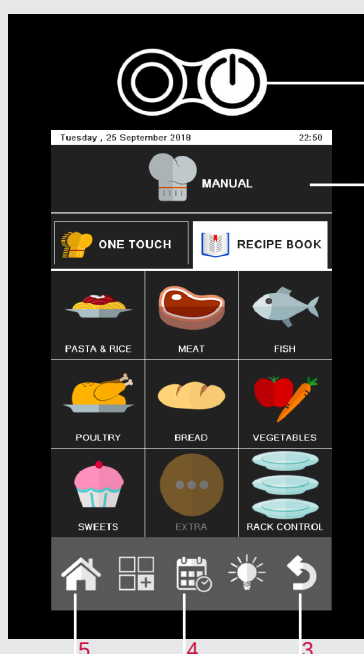 Tuesday , 25 September 2018 22:50
MANUAL
ONE TOUCH RECIPE BOOK
PASTA & RICE MEAT FISH
POULTRY BREAD VEGETABLES
SWEETS EXTRA RACK CONTROL
5 4 3